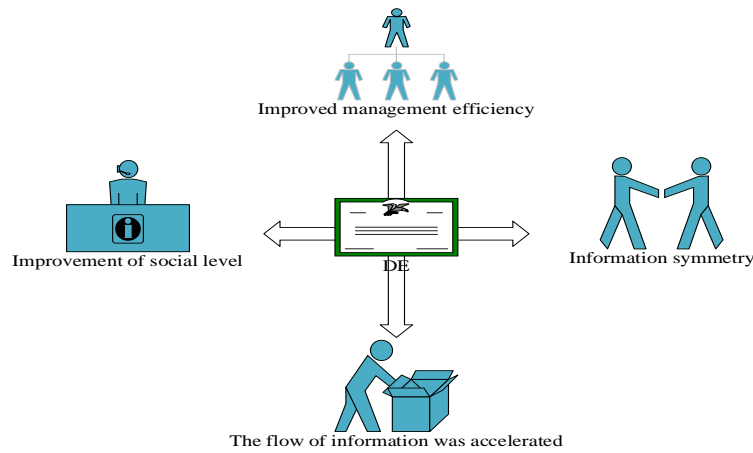 Improved management efficiency
Improvement of social level
DE
Information symmetry
The flow of information was accelerated